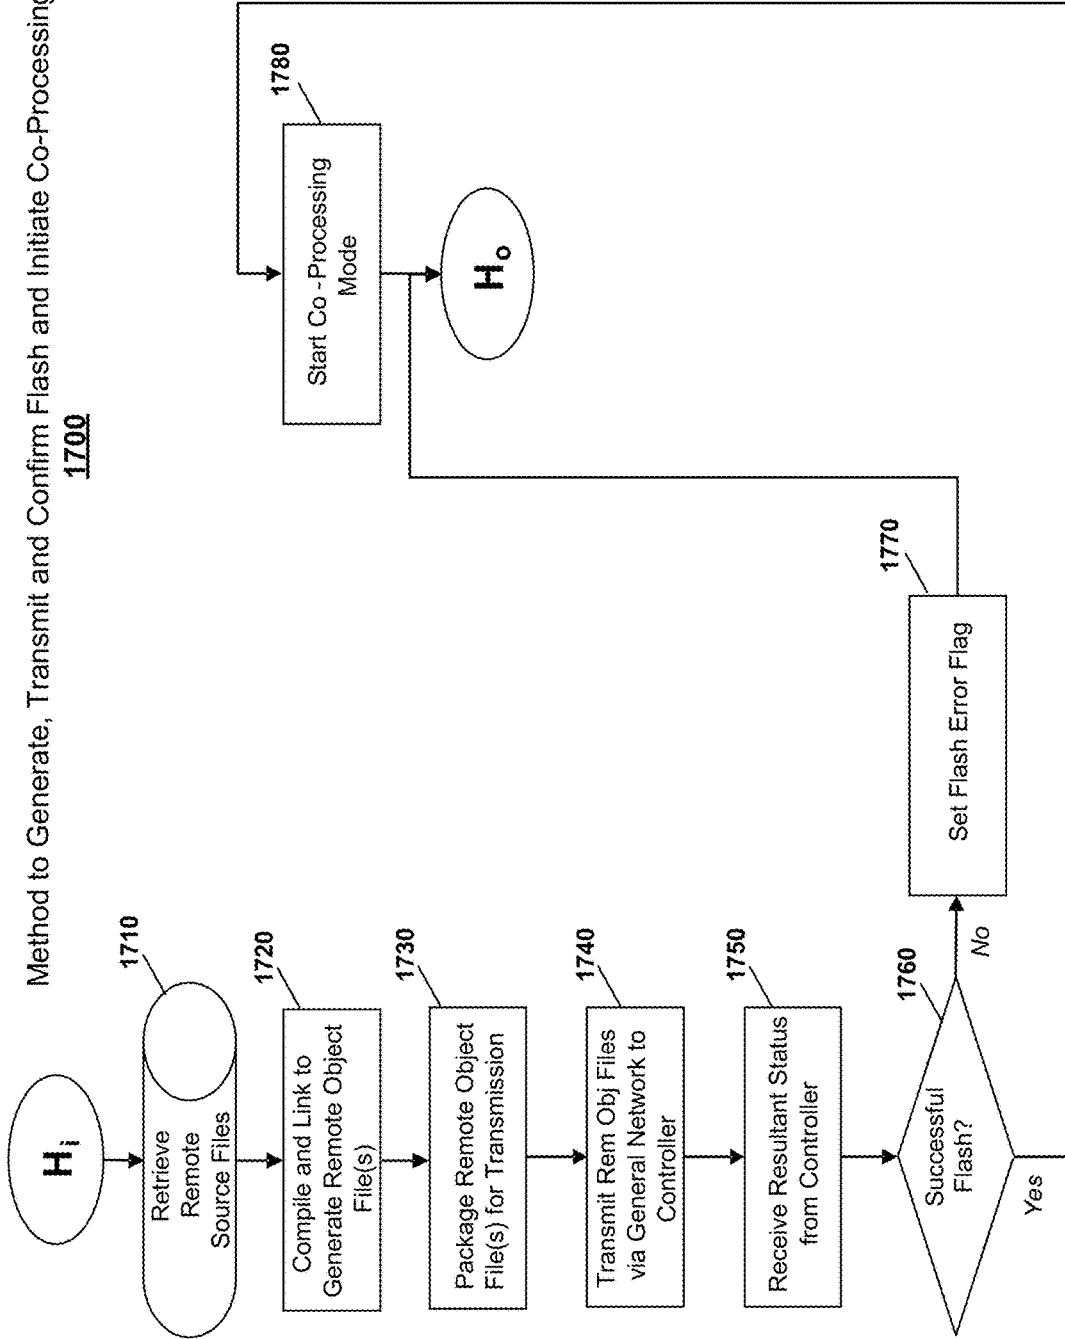 Method to Generate, Transmit and Confirm Flash and Initiate Co-Processing
1700
Hi
1710
Retrieve
Remote
Source Files
1720
Compile and Link to
Generate Remote Object
File(s)
1730
Package Remote Object
File(s) for Transmission
1740
Transmit Rem Obj Files
via General Network to
Controller
1750
Receive Resultant Status
from Controller
1760
Successful
Flash?
No
Yes
1770
Set Flash Error Flag
1780
Start Co -Processing
Mode
Ho